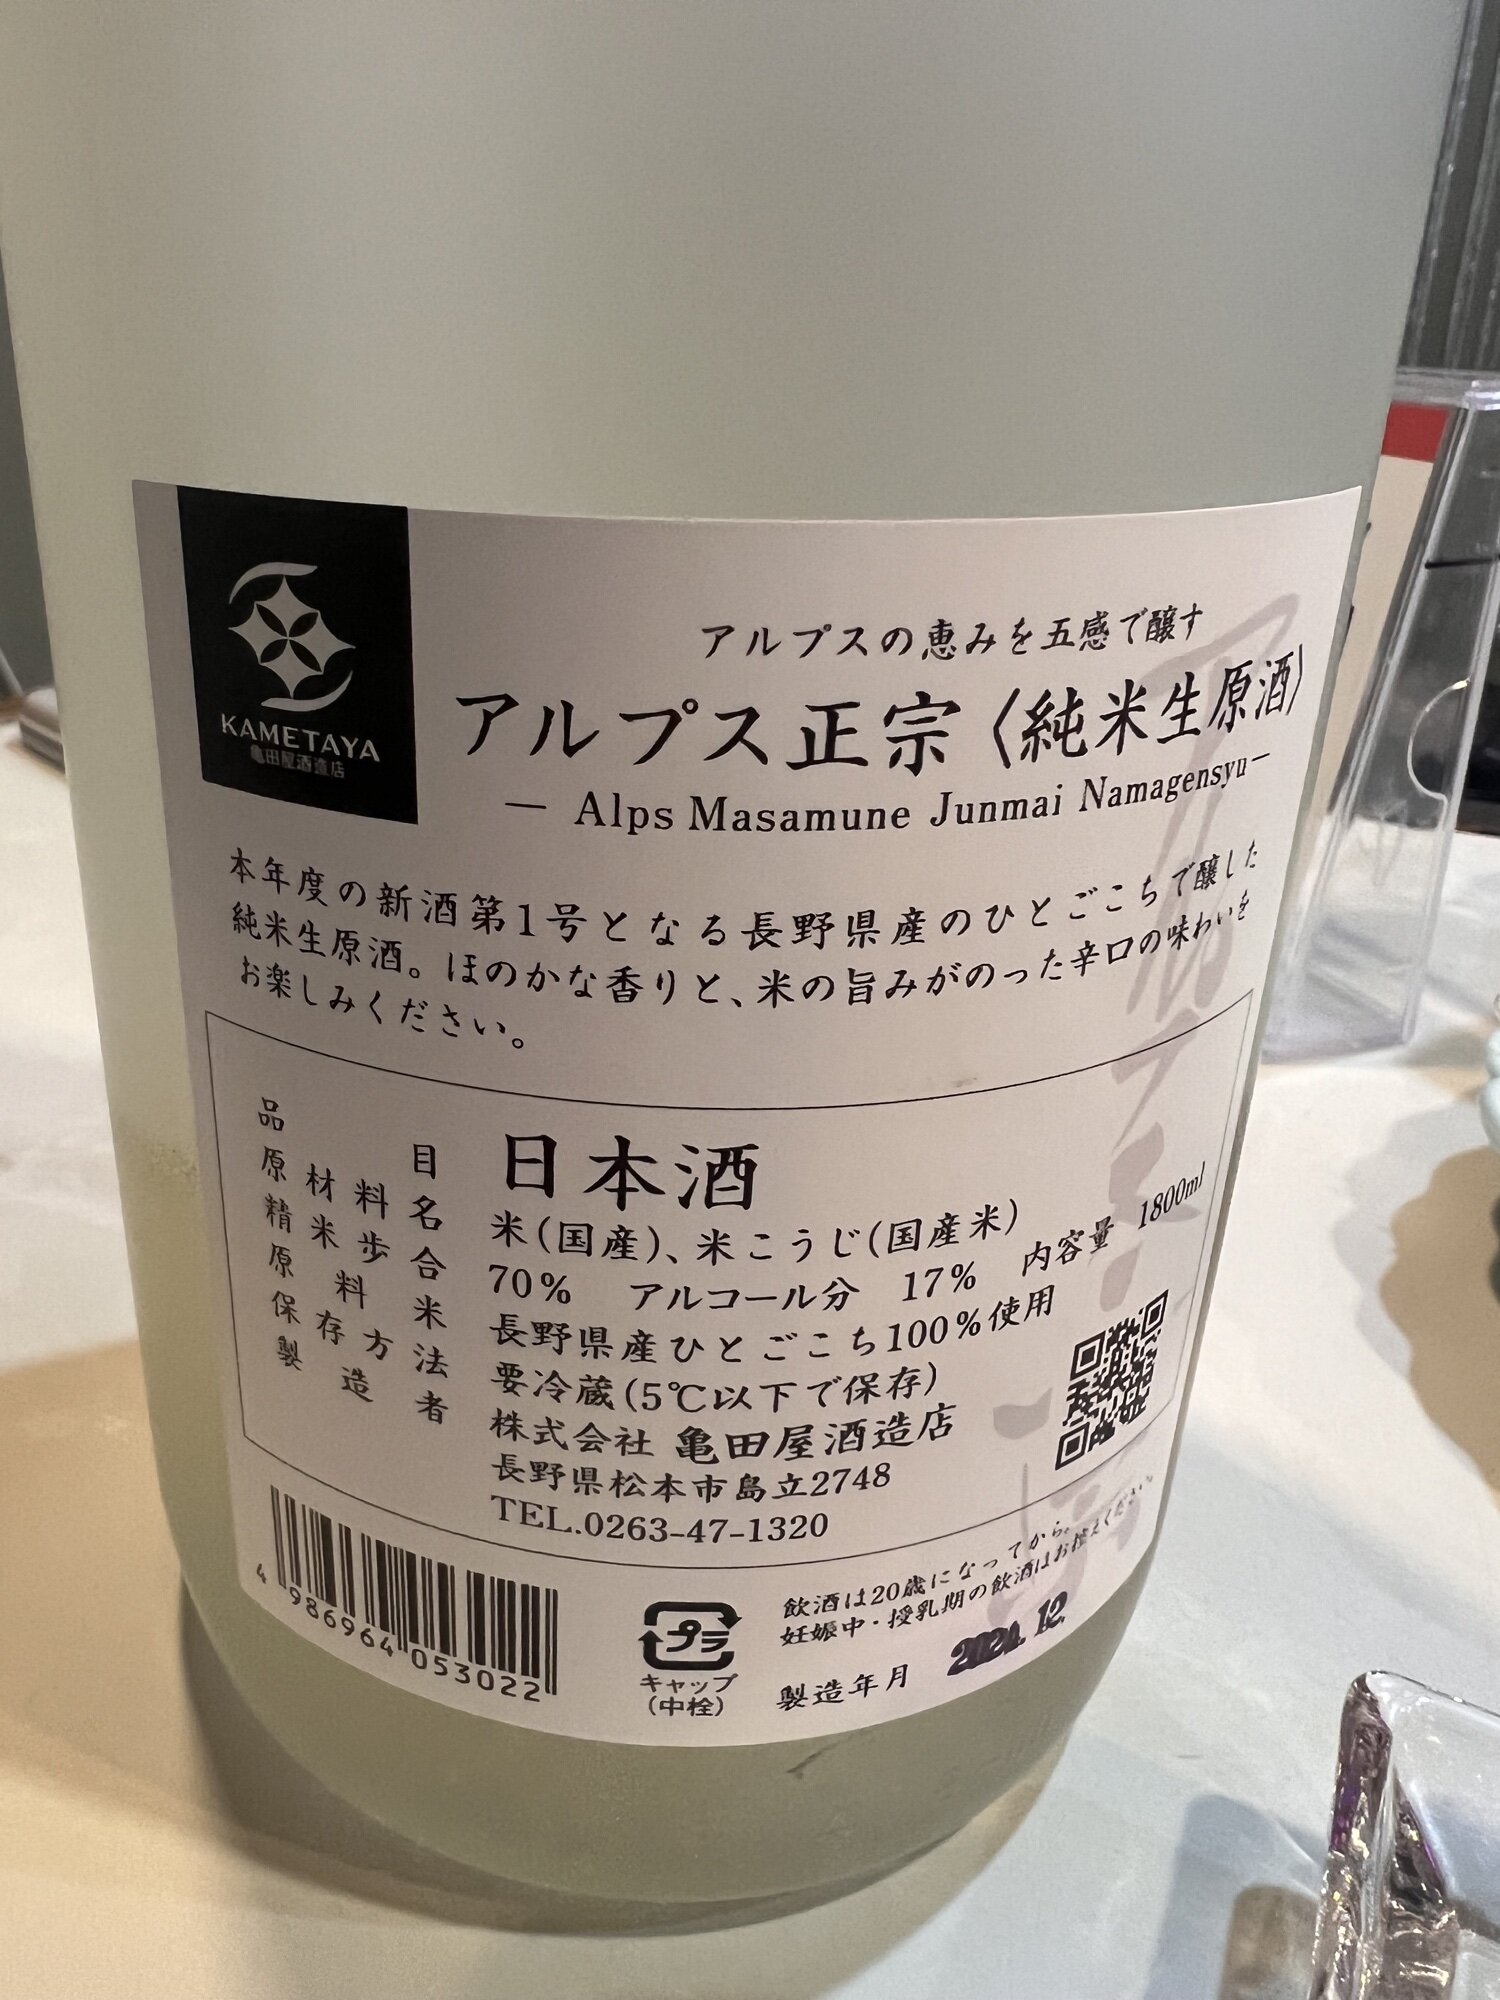 KAMETAYA
亀田屋酒造店
アルプスの恵みを五感で醸す
アルプス正宗〈純米生原酒〉
— Alps Masamune Junmai Namagensyu —
本年度の新酒第1号となる長野県産のひとごこちで醸した
純米生原酒。ほのかな香りと、米の旨みがのった辛口の味わいを
お楽しみください。
品目 日本酒
原材料名 米(国産)、米こうじ(国産米)
精米歩合 70% アルコール分 17% 内容量 1800ml
原料米 長野県産ひとごこち100%使用
保存方法 要冷蔵(5℃以下で保存)
製造者 株式会社 亀田屋酒造店
長野県松本市島立2748
TEL.0263-47-1320
4 986964 053022
プラ
キャップ
(中栓)
飲酒は20歳になってから。
妊娠中・授乳期の飲酒はお控えください。
製造年月 2024.12